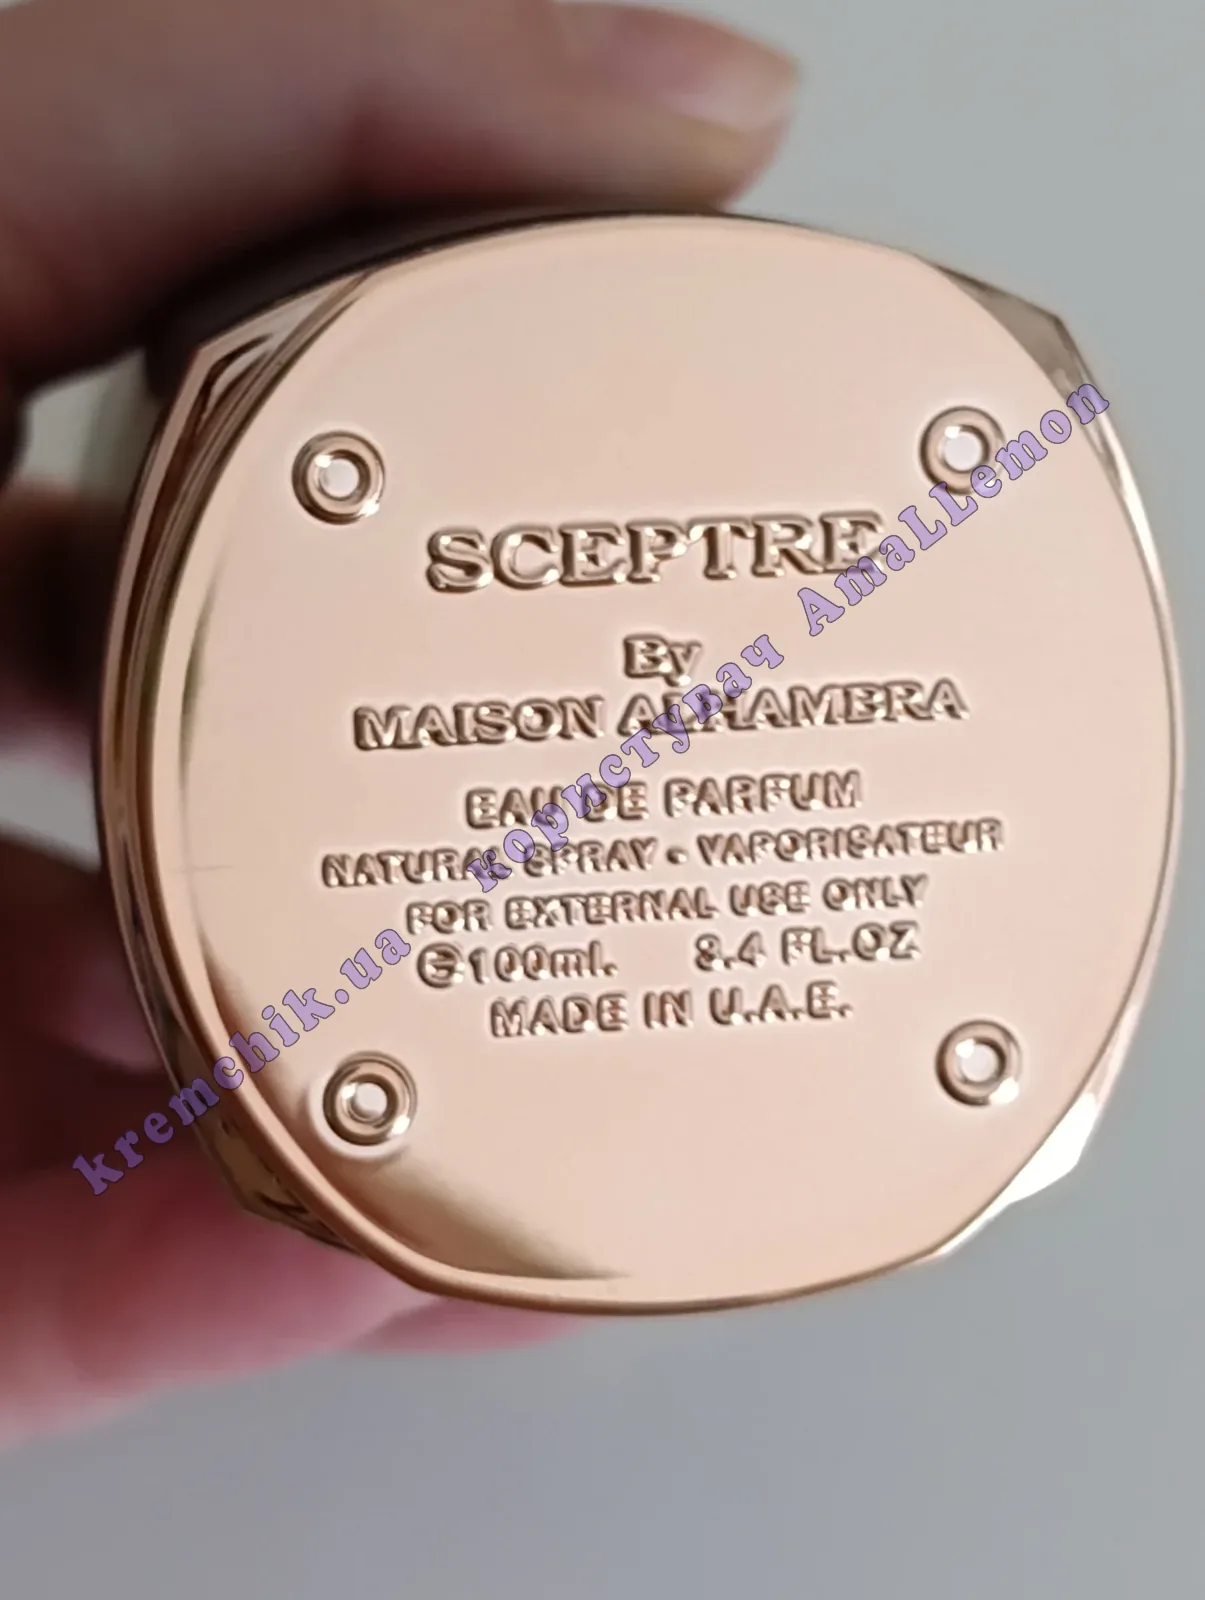 SCEPTRE
By
MAISON ALHAMBRA
EAU DE PARFUM
NATURAL SPRAY • VAPORISATEUR
FOR EXTERNAL USE ONLY
℮100ml. 3.4 FL.OZ
MADE IN U.A.E.
kremchik.ua користувач AmaLLemon